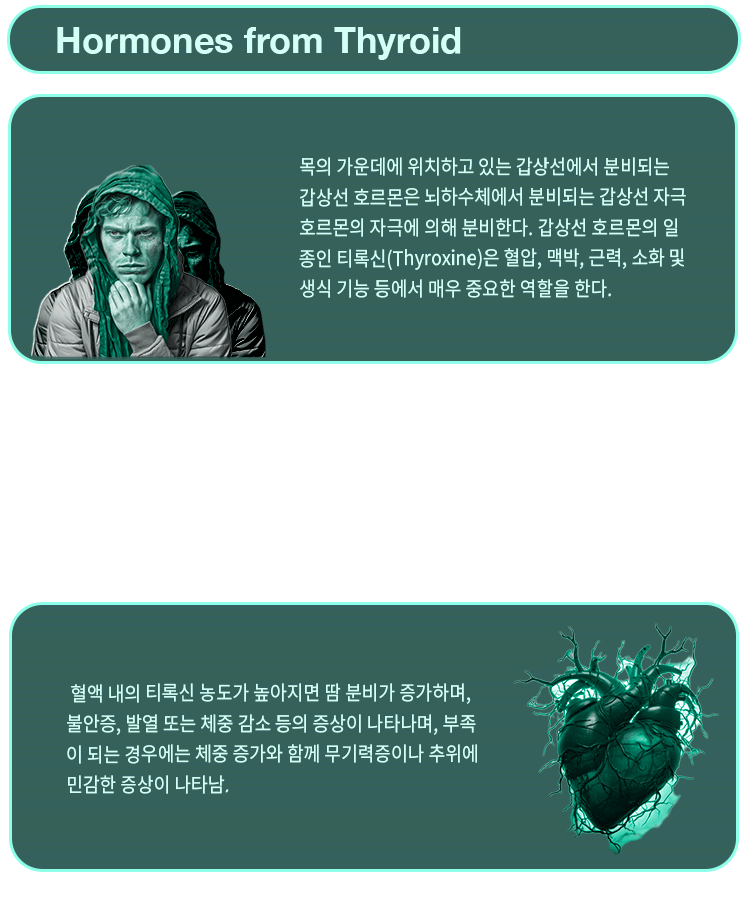 Hormones from Thyroid
목의 가운데에 위치하고 있는 갑상선에서 분비되는
갑상선 호르몬은 뇌하수체에서 분비되는 갑상선 자극
호르몬의 자극에 의해 분비한다. 갑상선 호르몬의 일
종인 티록신(Thyroxine)은 혈압, 맥박, 근력, 소화 및
생식 기능 등에서 매우 중요한 역할을 한다.
혈액 내의 티록신 농도가 높아지면 땀 분비가 증가하며,
불안증, 발열 또는 체중 감소 등의 증상이 나타나며, 부족
이 되는 경우에는 체중 증가와 함께 무기력증이나 추위에
민감한 증상이 나타남.